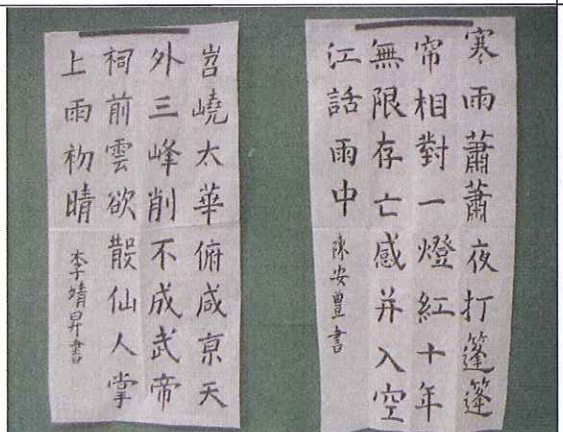 寒雨蕭蕭夜打篷篷
帘相對一燈紅十年
無限存亡感并入空
江話雨中 陳安豊書
岧嶢太華俯咸亰天
外三峰削不成武帝
祠前雲欲散仙人掌
上雨初晴 李靖昇書